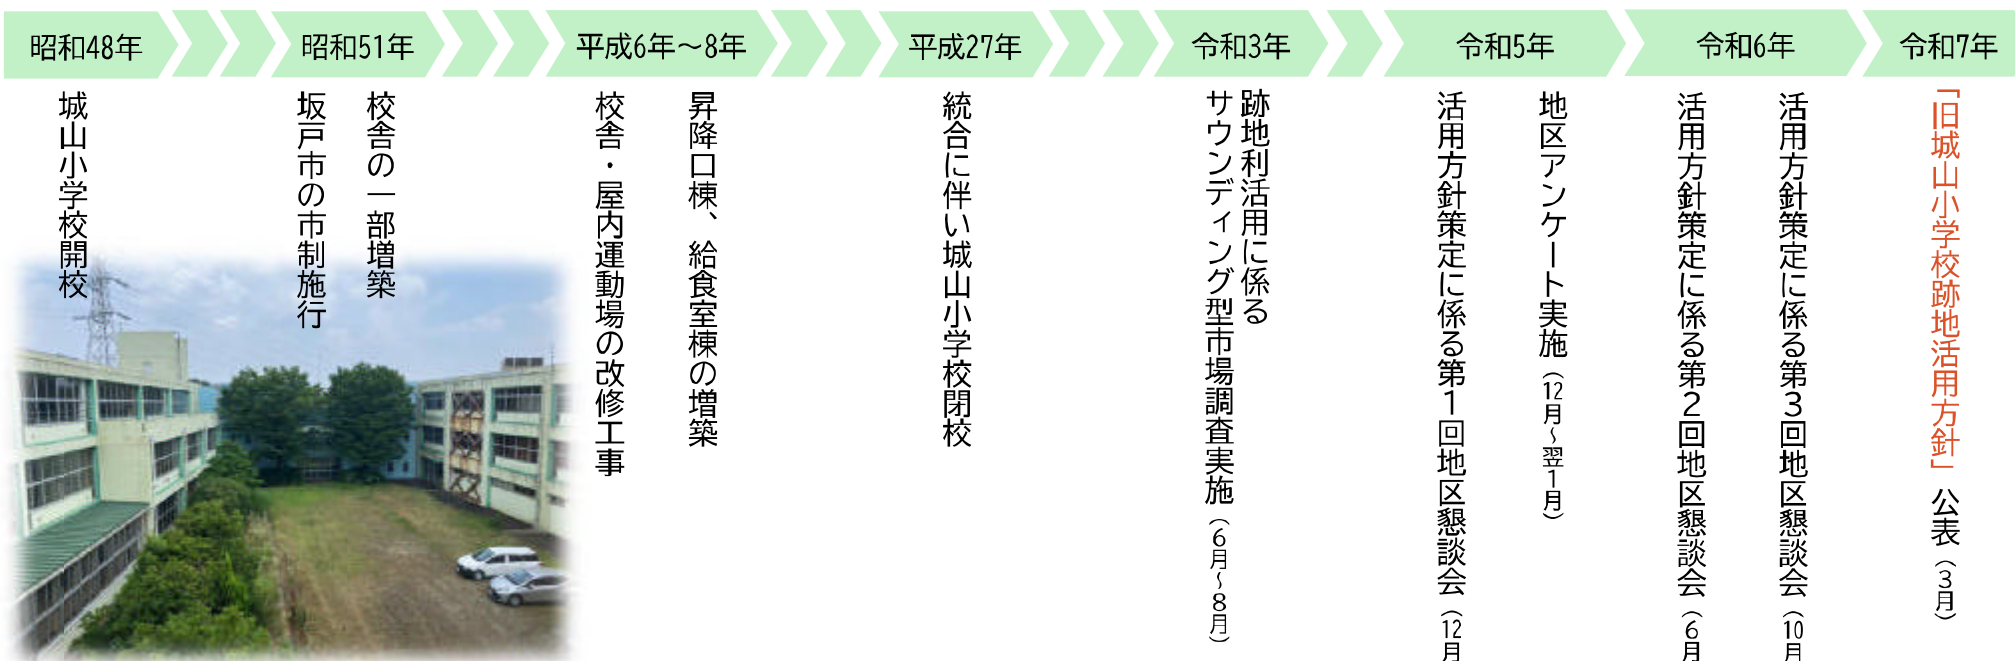 昭和48年
城山小学校開校
昭和51年
校舎の一部増築
坂戸市の市制施行
平成6年～8年
昇降口棟、給食室棟の増築
校舎・屋内運動場の改修工事
平成27年
統合に伴い城山小学校閉校
令和3年
跡地利活用に係る
サウンディング型市場調査実施（6月～8月）
令和5年
地区アンケート実施（12月～翌1月）
活用方針策定に係る第１回地区懇談会（12月
令和6年
活用方針策定に係る第３回地区懇談会（10月
活用方針策定に係る第２回地区懇談会（6月
令和7年
「旧城山小学校跡地活用方針」公表（3月）